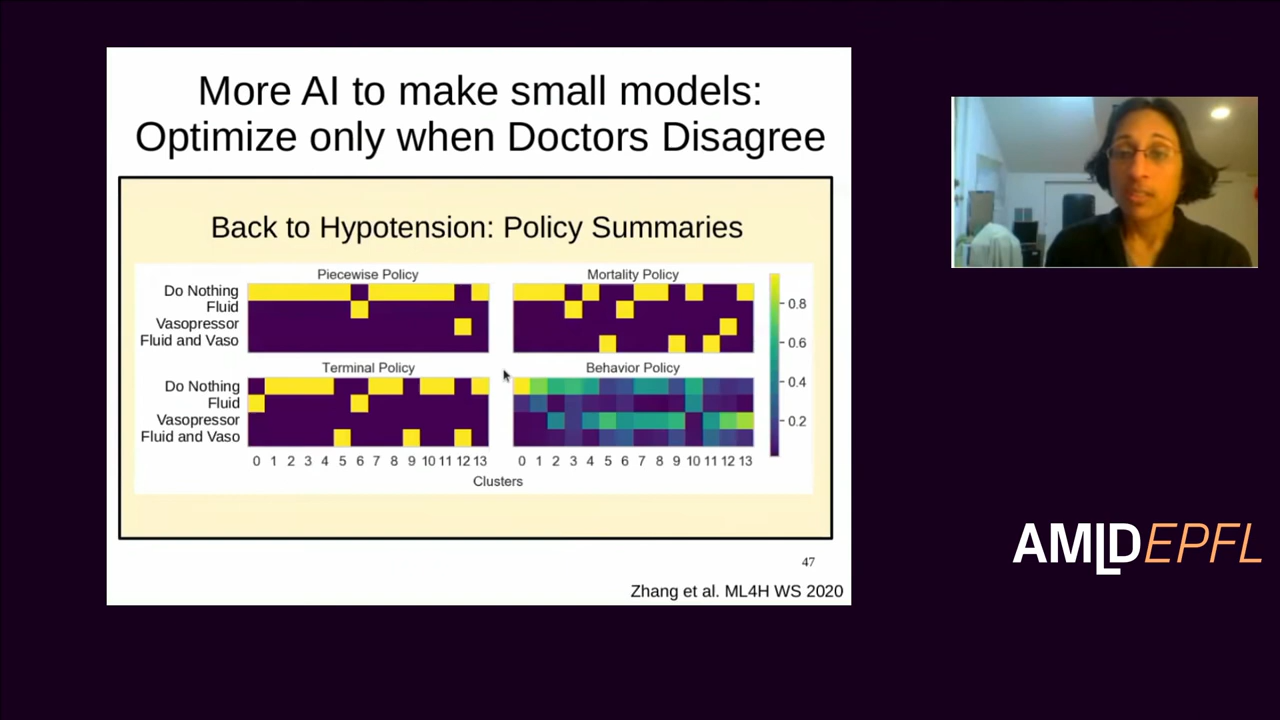 More AI to make small models:
Optimize only when Doctors Disagree
Back to Hypotension: Policy Summaries
Piecewise Policy
Mortality Policy
Do Nothing
Fluid
Vasopressor
Fluid and Vaso
0.8
0.6
0.4
0.2
Terminal Policy
Behavior Policy
Do Nothing
Fluid
Vasopressor
Fluid and Vaso
0 1 2 3 4 5 6 7 8 9 10 11 12 13
0 1 2 3 4 5 6 7 8 9 10 11 12 13
Clusters
47
Zhang et al. ML4H WS 2020
AMLD EPFL